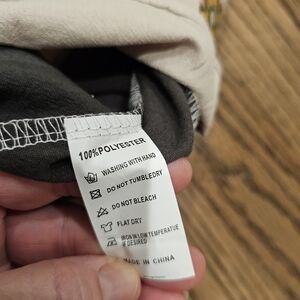 100%POLYESTER
WASHING WITH HAND
DO NOT TUMBLEDRY
DO NOT BLEACH
FLAT DRY
IRON IN LOW TEMPERATUE
IF DESIRED
MADE IN CHINA